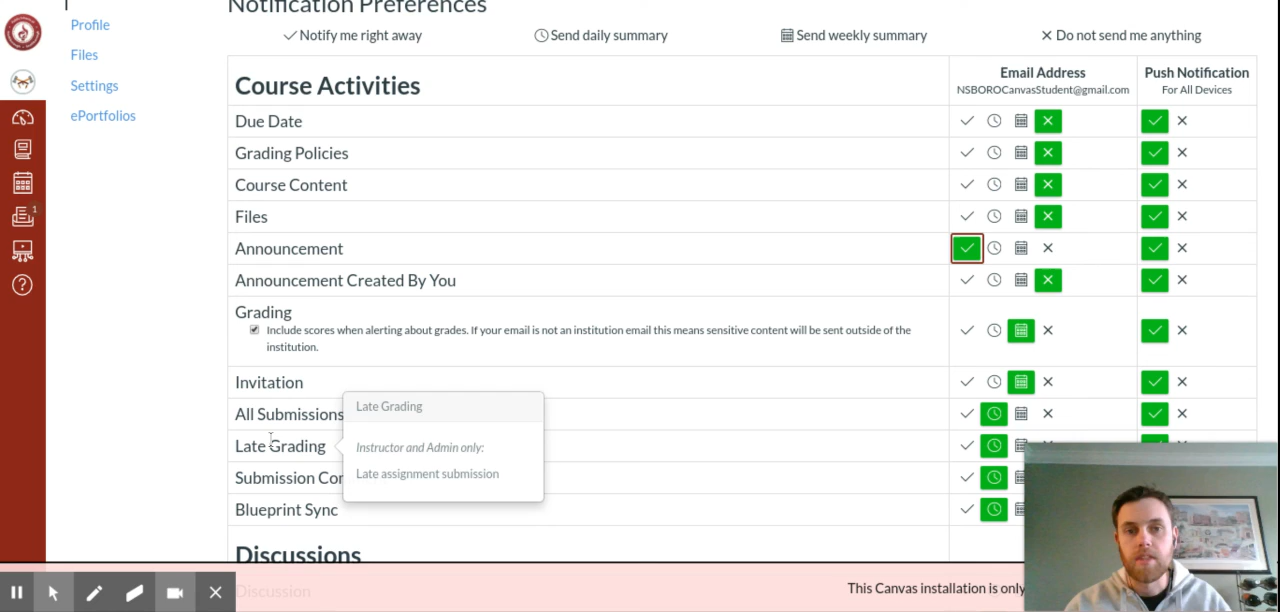 Notification Preferences
Profile
Files
Settings
ePortfolios
1
Notify me right away
Send daily summary
Send weekly summary
Do not send me anything
Course Activities
Email Address
NSBOROCanvasStudent@gmail.com
Push Notification
For All Devices
Due Date
Grading Policies
Course Content
Files
Announcement
Announcement Created By You
Grading
Include scores when alerting about grades. If your email is not an institution email this means sensitive content will be sent outside of the
institution.
Invitation
All Submissions
Late Grading
Late Grading
Instructor and Admin only:
Late assignment submission
Submission Co
Blueprint Sync
Discussions
Discussion
This Canvas installation is only